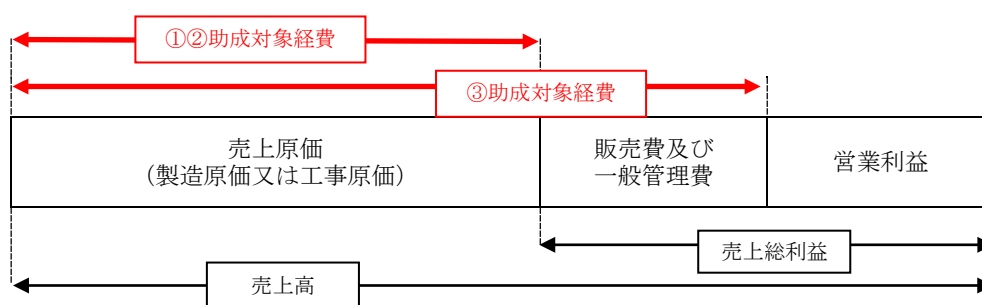 ①②助成対象経費
③助成対象経費
売上原価
（製造原価又は工事原価）
販売費及び
一般管理費
営業利益
売上総利益
売上高